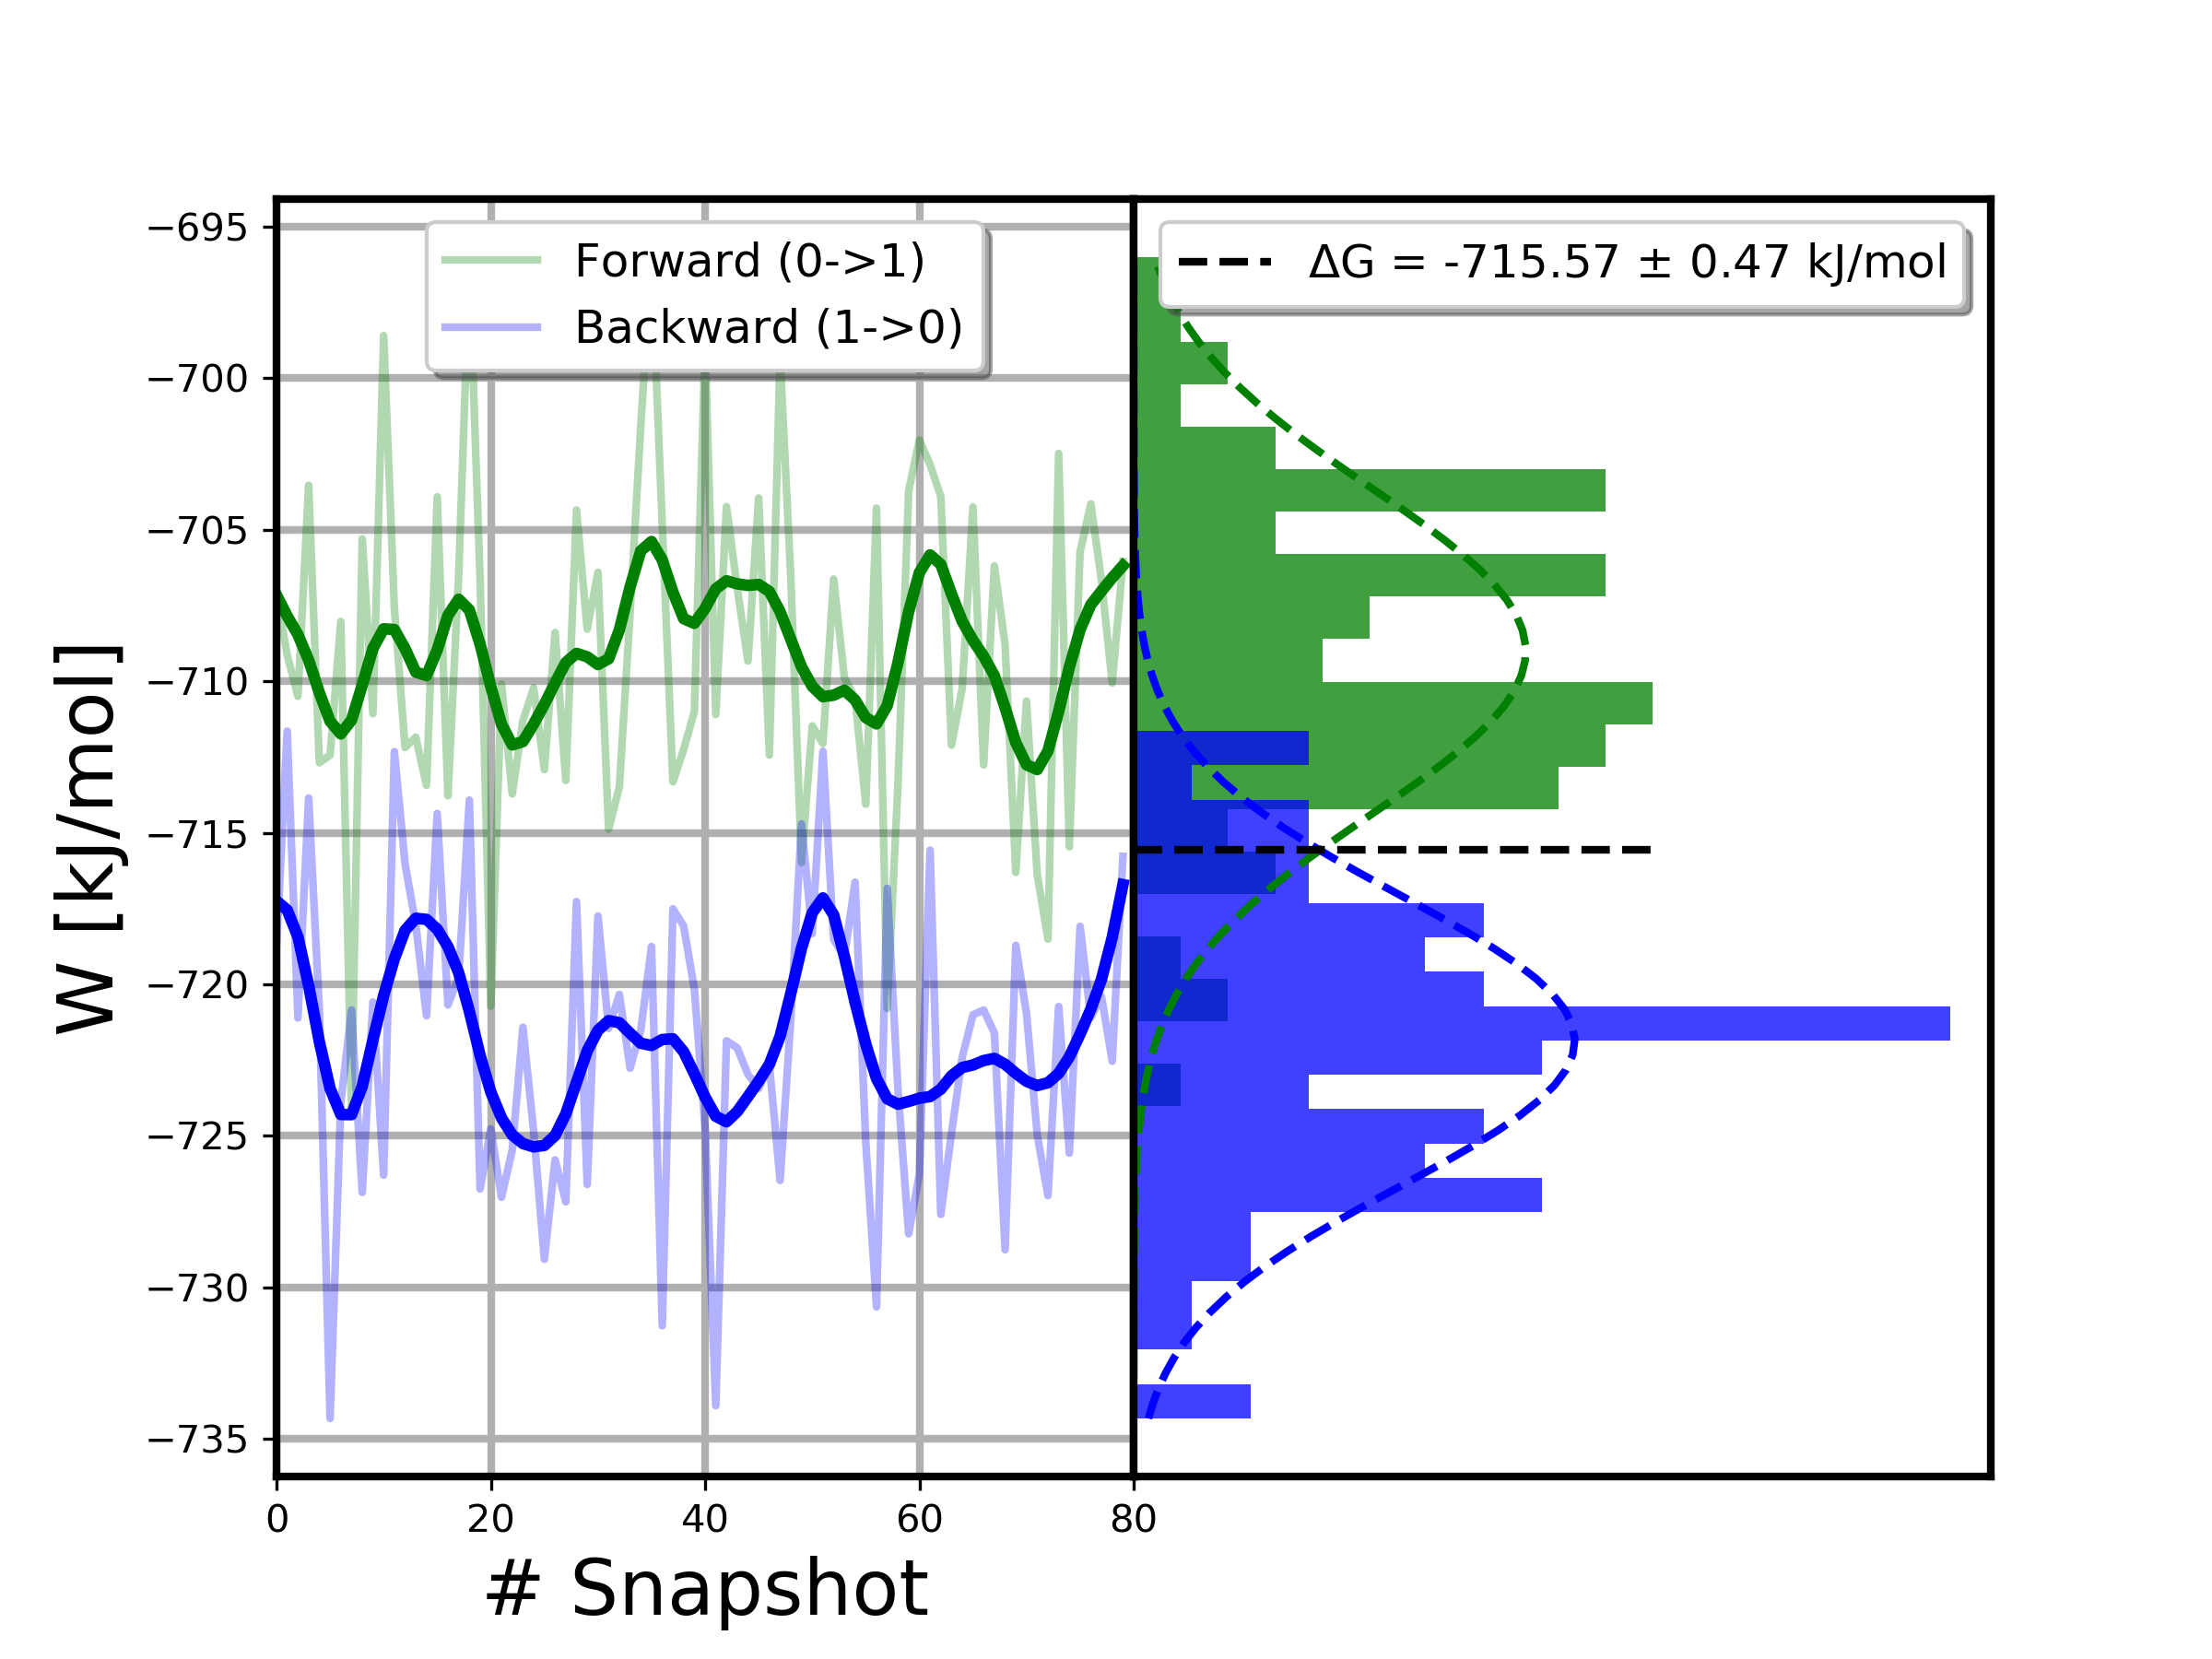 Forward (0->1)
Backward (1->0)
ΔG = -715.57 ± 0.47 kJ/mol
W [kJ/mol]
−695
−700
−705
−710
−715
−720
−725
−730
−735
0 20 40 60 80
# Snapshot